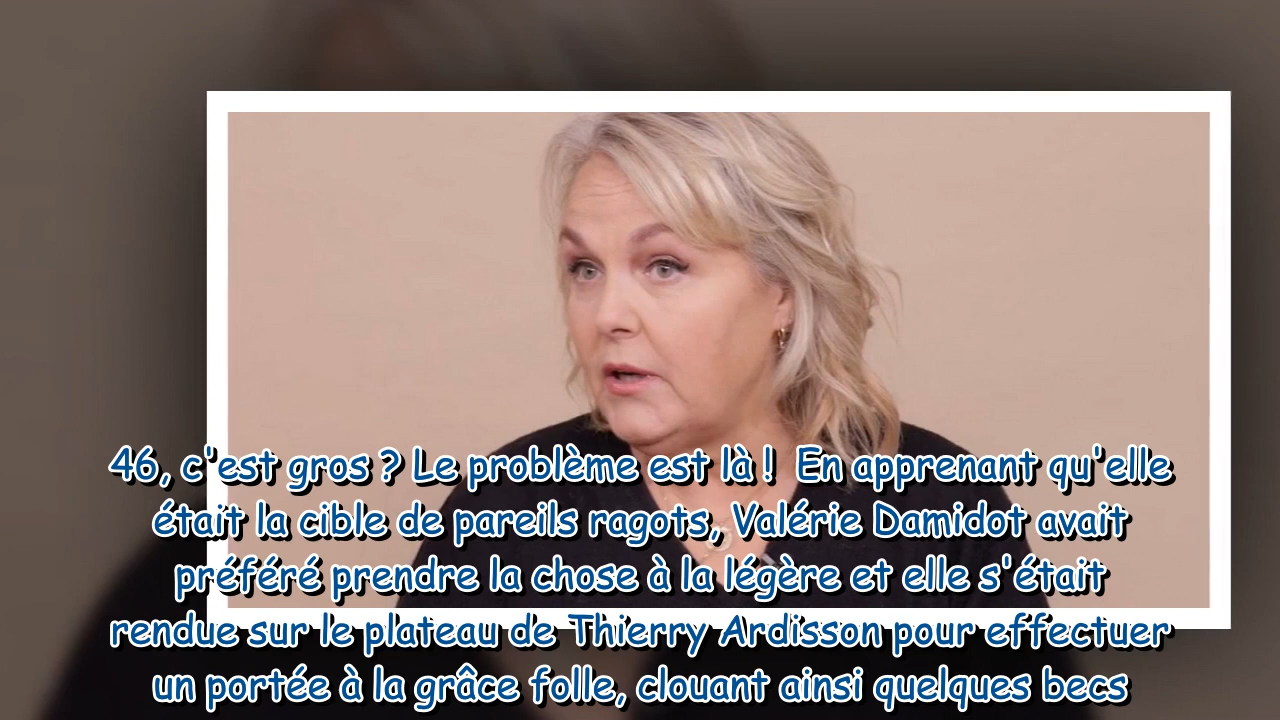 46, c'est gros ? Le problème est là !  En apprenant qu'elle
était la cible de pareils ragots, Valérie Damidot avait
préféré prendre la chose à la légère et elle s'était
rendue sur le plateau de Thierry Ardisson pour effectuer
un portée à la grâce folle, clouant ainsi quelques becs